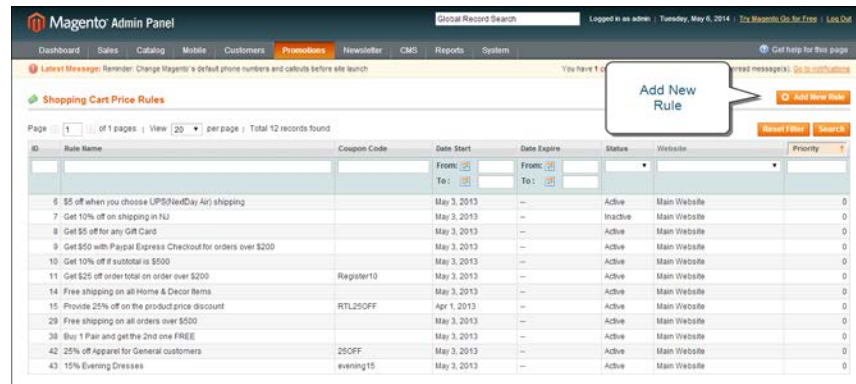 Magento Admin Panel
Global Record Search
Logged in as admin | Tuesday, May 6, 2014 | Try Magento Go for Free | Log Out
Dashboard Sales Catalog Mobile Customers Promotions Newsletter CMS Reports System Get help for this page
Latest Message: Reminder: Change Magento's default phone numbers and callouts before site launch You have 1 message(s). Go to notifications
Shopping Cart Price Rules
Add New
Rule
Add New Rule
Page 1 of 1 pages | View 20 per page | Total 12 records found
Reset Filter Search
ID Rule Name Coupon Code Date Start Date Expire Status Website Priority
From: From:
To : To :
6 $5 off when you choose UPS(NedDay Air) shipping May 3, 2013 -- Active Main Website 0
7 Get 10% off on shipping in NJ May 3, 2013 -- Inactive Main Website 0
8 Get $5 off for any Gift Card May 3, 2013 -- Active Main Website 0
9 Get $50 with Paypal Express Checkout for orders over $200 May 3, 2013 -- Active Main Website 0
10 Get 10% off if subtotal is $500 May 3, 2013 -- Active Main Website 0
11 Get $25 off order total on order over $200 Register10 May 3, 2013 -- Active Main Website 0
14 Free shipping on all Home & Decor Items May 3, 2013 -- Active Main Website 0
15 Provide 25% off on the product price discount RTL25OFF Apr 1, 2013 -- Active Main Website 0
29 Free shipping on all orders over $500 May 3, 2013 -- Active Main Website 0
38 Buy 1 Pair and get the 2nd one FREE May 3, 2013 -- Active Main Website 0
42 25% off Apparel for General customers 25OFF May 3, 2013 -- Active Main Website 0
43 15% Evening Dresses evening15 May 3, 2013 -- Active Main Website 0